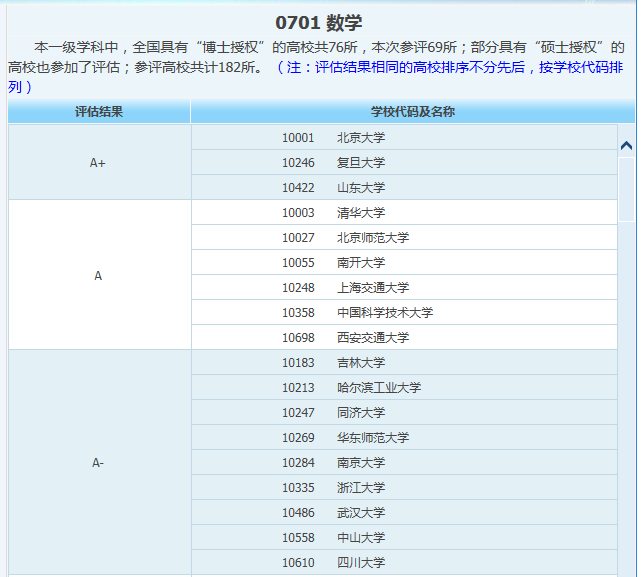 0701 数学
本一级学科中，全国具有“博士授权”的高校共76所，本次参评69所；部分具有“硕士授权”的
高校也参加了评估；参评高校共计182所。（注：评估结果相同的高校排序不分先后，按学校代码排
列）
评估结果 学校代码及名称
A+
10001 北京大学
10246 复旦大学
10422 山东大学
A
10003 清华大学
10027 北京师范大学
10055 南开大学
10248 上海交通大学
10358 中国科学技术大学
10698 西安交通大学
A-
10183 吉林大学
10213 哈尔滨工业大学
10247 同济大学
10269 华东师范大学
10284 南京大学
10335 浙江大学
10486 武汉大学
10558 中山大学
10610 四川大学